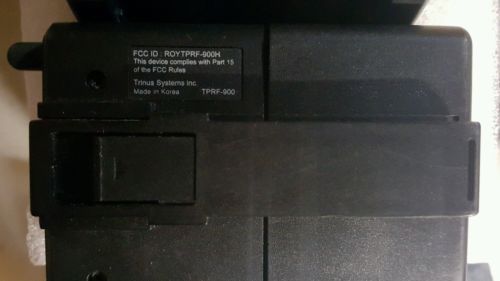 FCC ID : ROYTPRF-900H
This device complies with Part 15
of the FCC Rules
Trinus Systems Inc.
Made in Korea TPRF-900